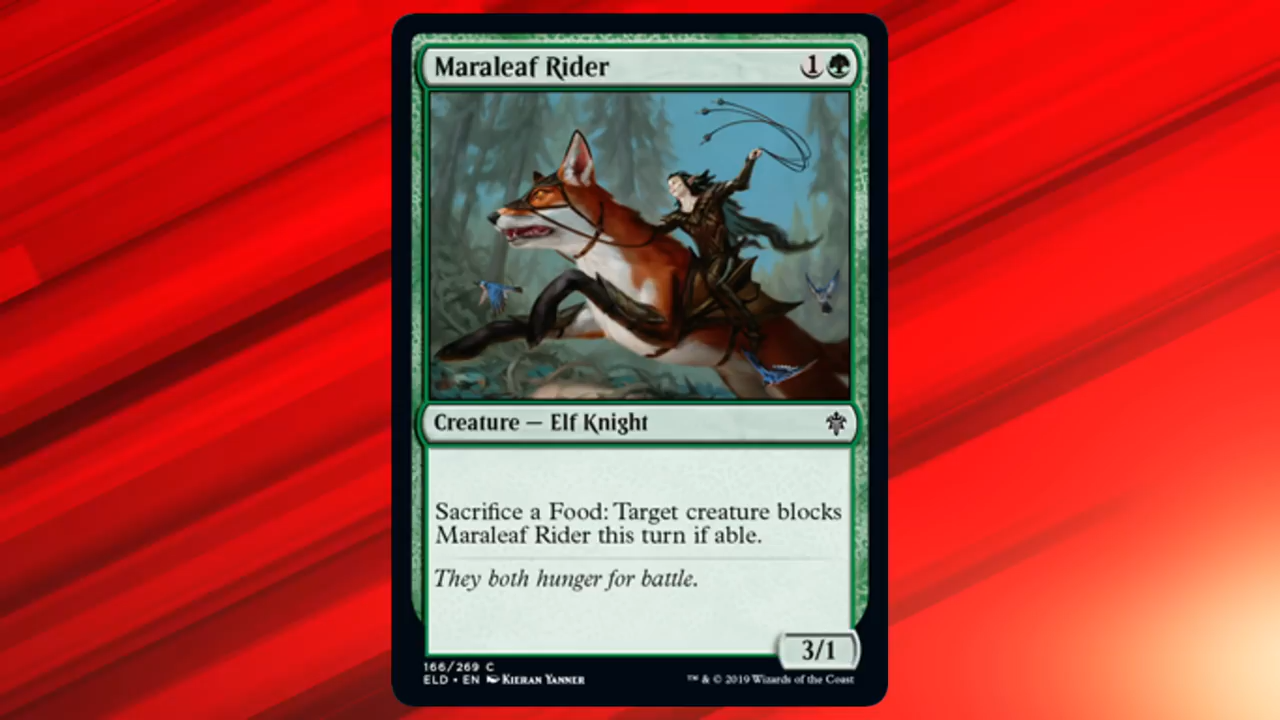 Maraleaf Rider 1
Creature — Elf Knight
Sacrifice a Food: Target creature blocks
Maraleaf Rider this turn if able.
They both hunger for battle.
3/1
166/269 C
ELD • EN Kieran Yanner
™ & © 2019 Wizards of the Coast